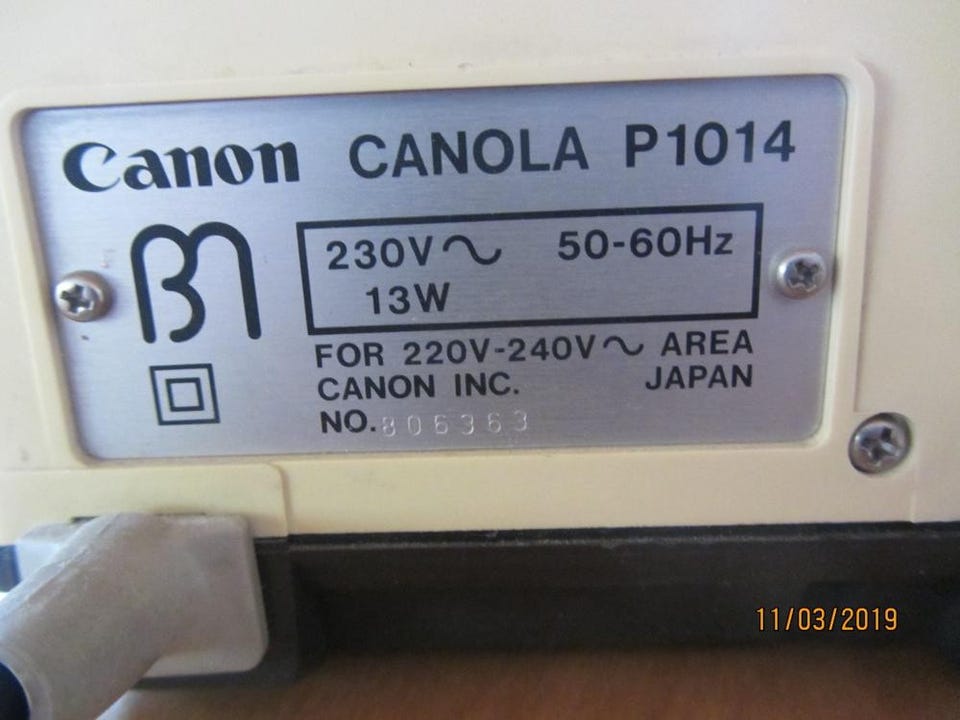 Canon CANOLA P1014
230V～ 50-60Hz
13W
FOR 220V-240V～ AREA
CANON INC. JAPAN
NO. 806363
11/03/2019